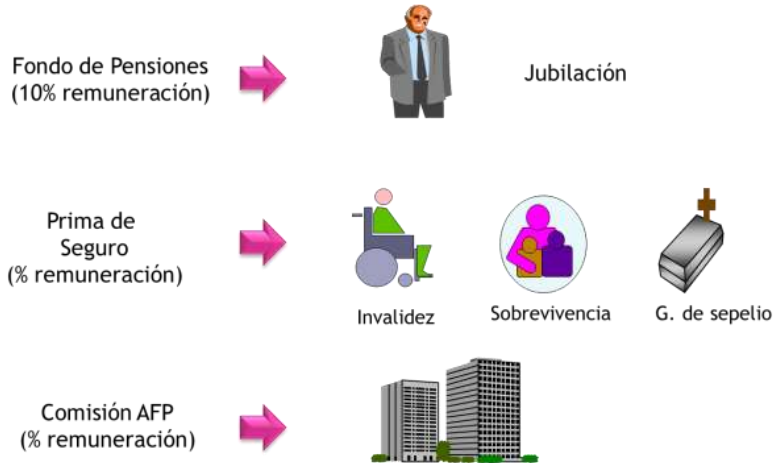 Fondo de Pensiones
(10% remuneración)
Jubilación
Prima de
Seguro
(% remuneración)
Invalidez
Sobrevivencia
G. de sepelio
Comisión AFP
(% remuneración)